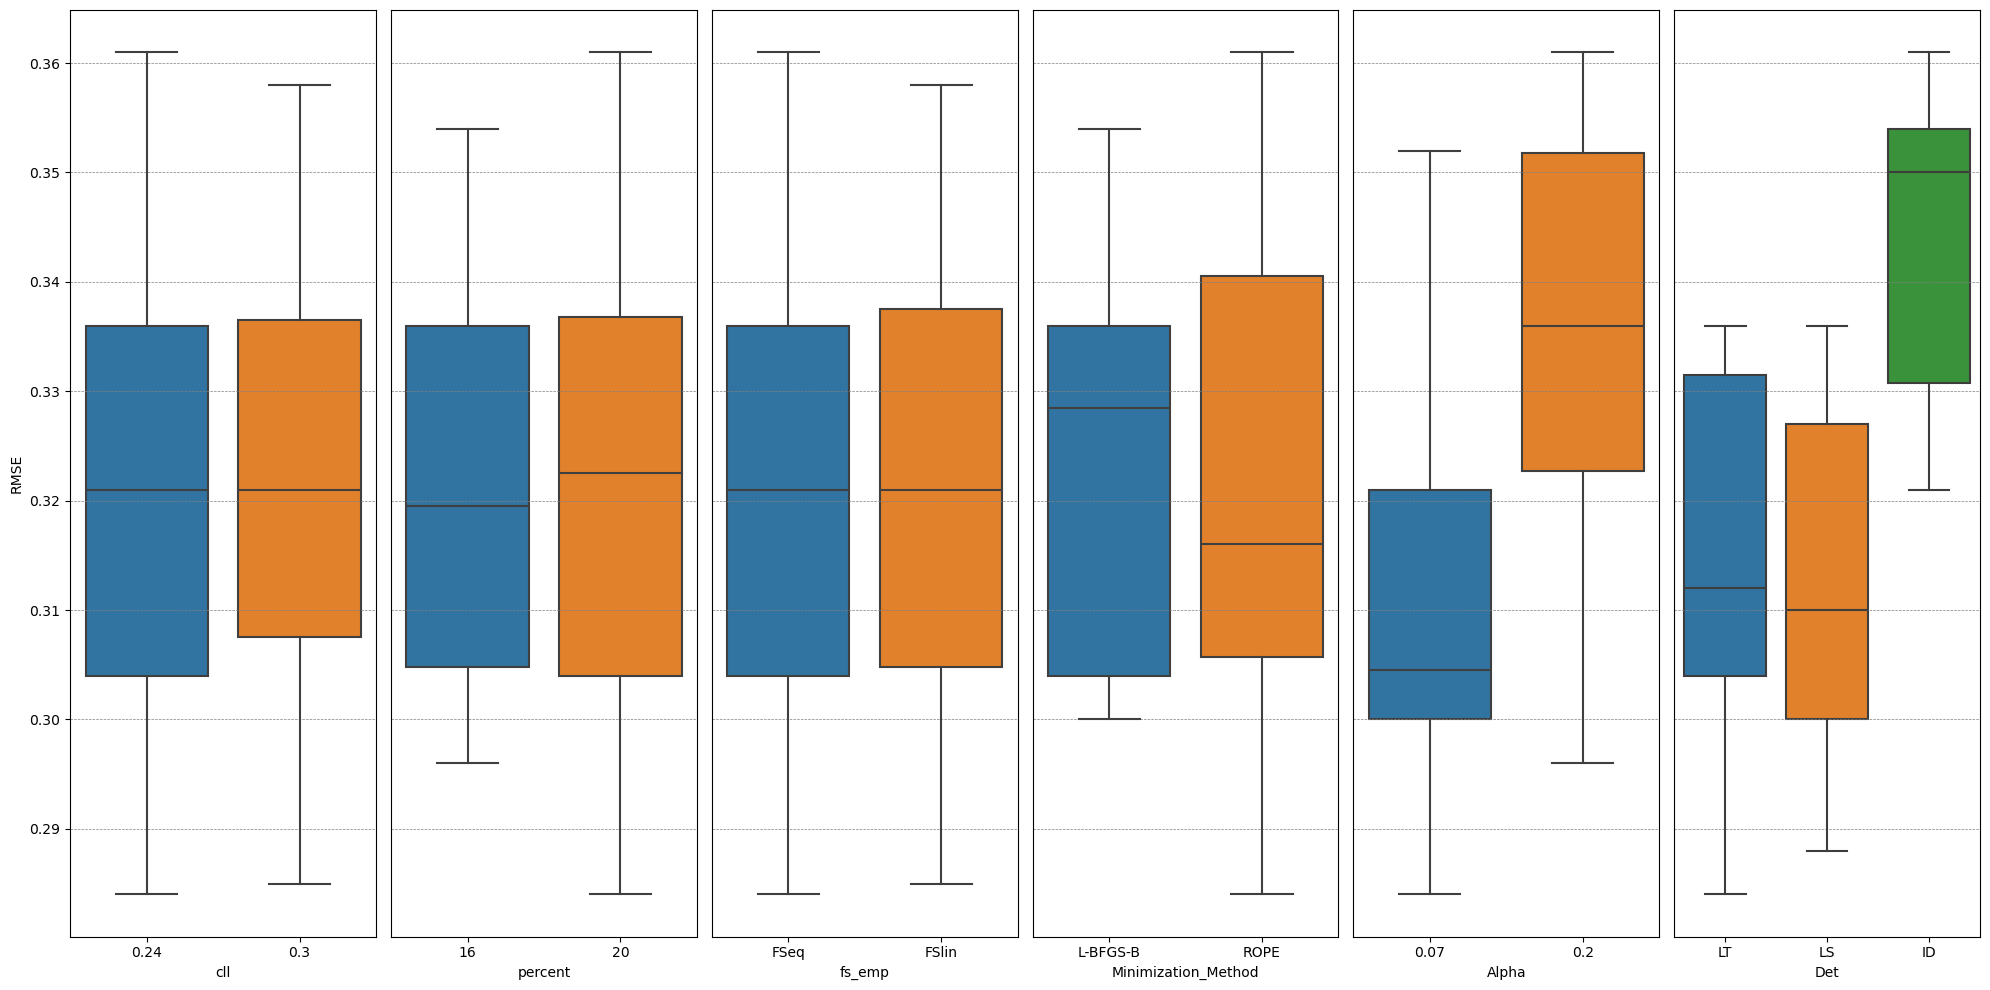 RMSE
0.36
0.35
0.34
0.33
0.32
0.31
0.30
0.29
0.24 0.3
cll
16 20
percent
FSeq FSlin
fs_emp
L-BFGS-B ROPE
Minimization_Method
0.07 0.2
Alpha
LT LS ID
Det